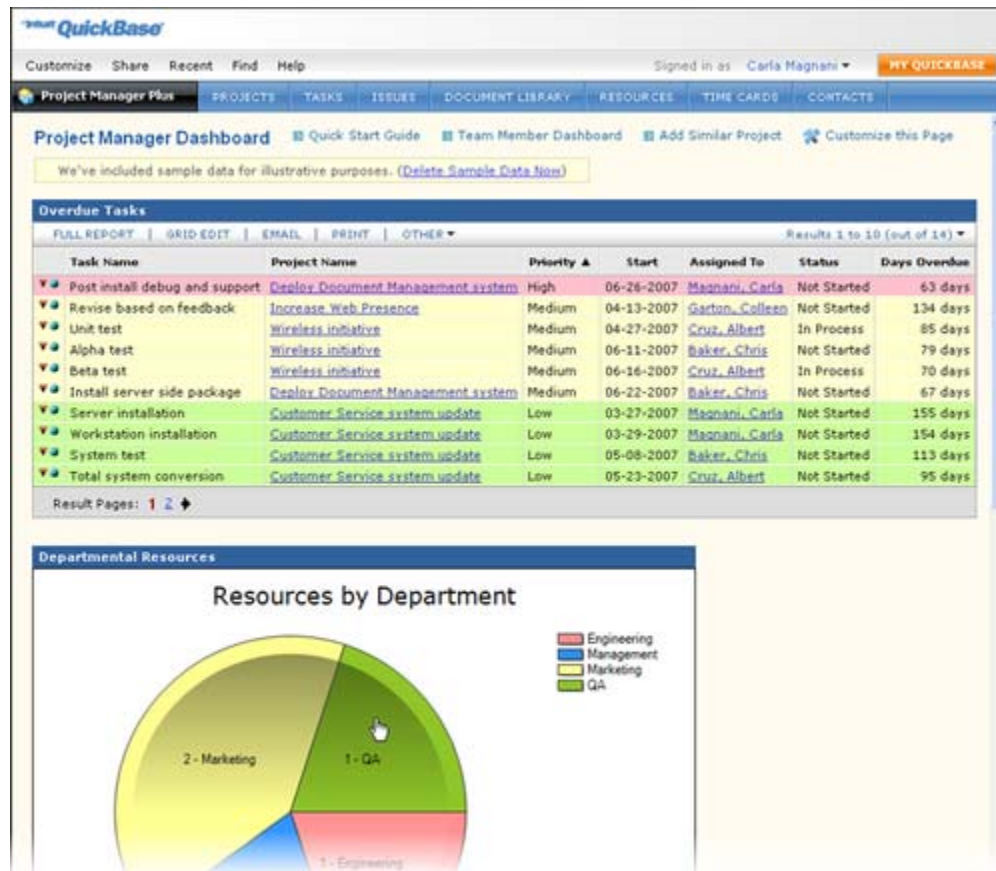 intuit QuickBase
Customize Share Recent Find Help Signed in as Carla Magnani MY QUICKBASE
Project Manager Plus PROJECTS TASKS ISSUES DOCUMENT LIBRARY RESOURCES TIME CARDS CONTACTS
Project Manager Dashboard Quick Start Guide Team Member Dashboard Add Similar Project Customize this Page
We've included sample data for illustrative purposes. (Delete Sample Data Now)
Overdue Tasks
FULL REPORT | GRID EDIT | EMAIL | PRINT | OTHER Results 1 to 10 (out of 14)
Task Name Project Name Priority Start Assigned To Status Days Overdue
Post install debug and support Deploy Document Management system High 06-26-2007 Magnani, Carla Not Started 63 days
Revise based on feedback Increase Web Presence Medium 04-13-2007 Garton, Colleen Not Started 134 days
Unit test Wireless initiative Medium 04-27-2007 Cruz, Albert In Process 85 days
Alpha test Wireless initiative Medium 06-11-2007 Baker, Chris Not Started 79 days
Beta test Wireless initiative Medium 06-16-2007 Cruz, Albert In Process 70 days
Install server side package Deploy Document Management system Medium 06-22-2007 Baker, Chris Not Started 67 days
Server installation Customer Service system update Low 03-27-2007 Magnani, Carla Not Started 155 days
Workstation installation Customer Service system update Low 03-29-2007 Magnani, Carla Not Started 154 days
System test Customer Service system update Low 05-08-2007 Baker, Chris Not Started 113 days
Total system conversion Customer Service system update Low 05-23-2007 Cruz, Albert Not Started 95 days
Result Pages: 1 2
Departmental Resources
Resources by Department
Engineering
Management
Marketing
QA
2 - Marketing 1 - QA
1 - Engineering